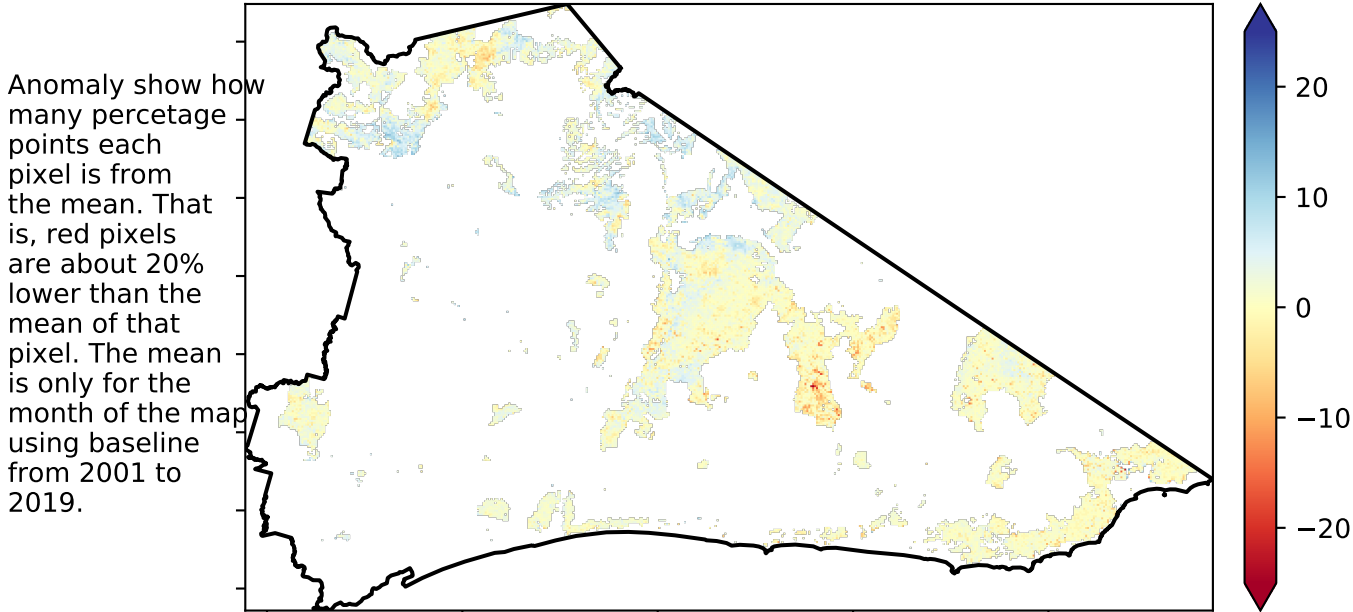 Anomaly show how
many percetage
points each
pixel is from
the mean. That
is, red pixels
are about 20%
lower than the
mean of that
pixel. The mean
is only for the
month of the map
using baseline
from 2001 to
2019.
20
10
0
−10
−20